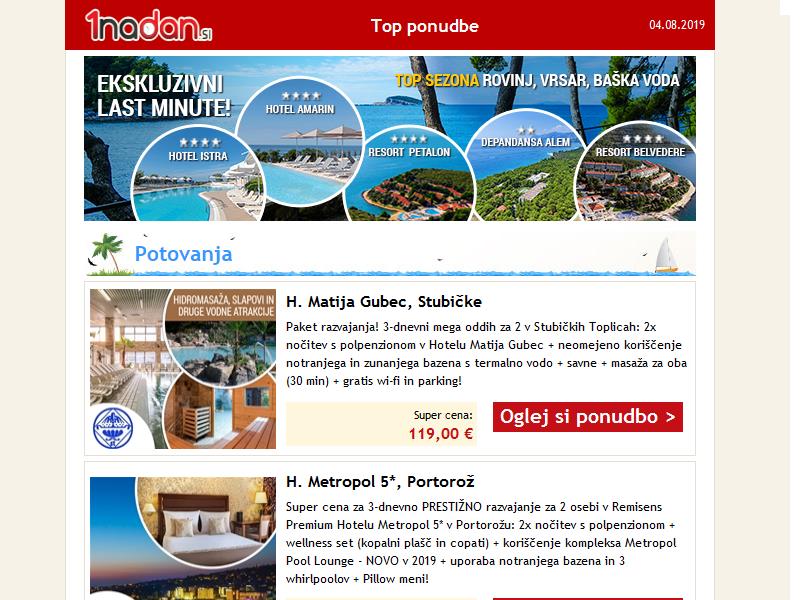 1nadan.si
Top ponudbe
04.08.2019
EKSKLUZIVNI
LAST MINUTE!
TOP SEZONA ROVINJ, VRSAR, BAŠKA VODA
HOTEL AMARIN
HOTEL ISTRA
RESORT PETALON
DEPANDANSA ALEM
RESORT BELVEDERE
Potovanja
HIDROMASAŽA, SLAPOVI IN
DRUGE VODNE ATRAKCIJE
H. Matija Gubec, Stubičke
Paket razvajanja! 3-dnevni mega oddih za 2 v Stubičkih Toplicah: 2x
nočitev s polpenzionom v Hotelu Matija Gubec + neomejeno koriščenje
notranjega in zunanjega bazena s termalno vodo + savne + masaža za oba
(30 min) + gratis wi-fi in parking!
Super cena:
119,00 €
Oglej si ponudbo >
H. Metropol 5*, Portorož
Super cena za 3-dnevno PRESTIŽNO razvajanje za 2 osebi v Remisens
Premium Hotelu Metropol 5* v Portorožu: 2x nočitev s polpenzionom +
wellness set (kopalni plašč in copati) + koriščenje kompleksa Metropol
Pool Lounge - NOVO v 2019 + uporaba notranjega bazena in 3
whirlpoolov + Pillow meni!